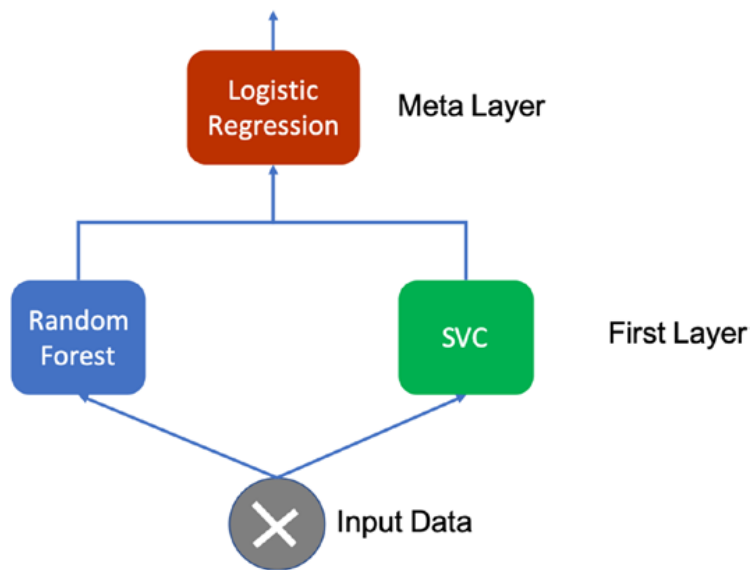 Logistic
Regression
Meta Layer
Random
Forest
SVC
First Layer
Input Data